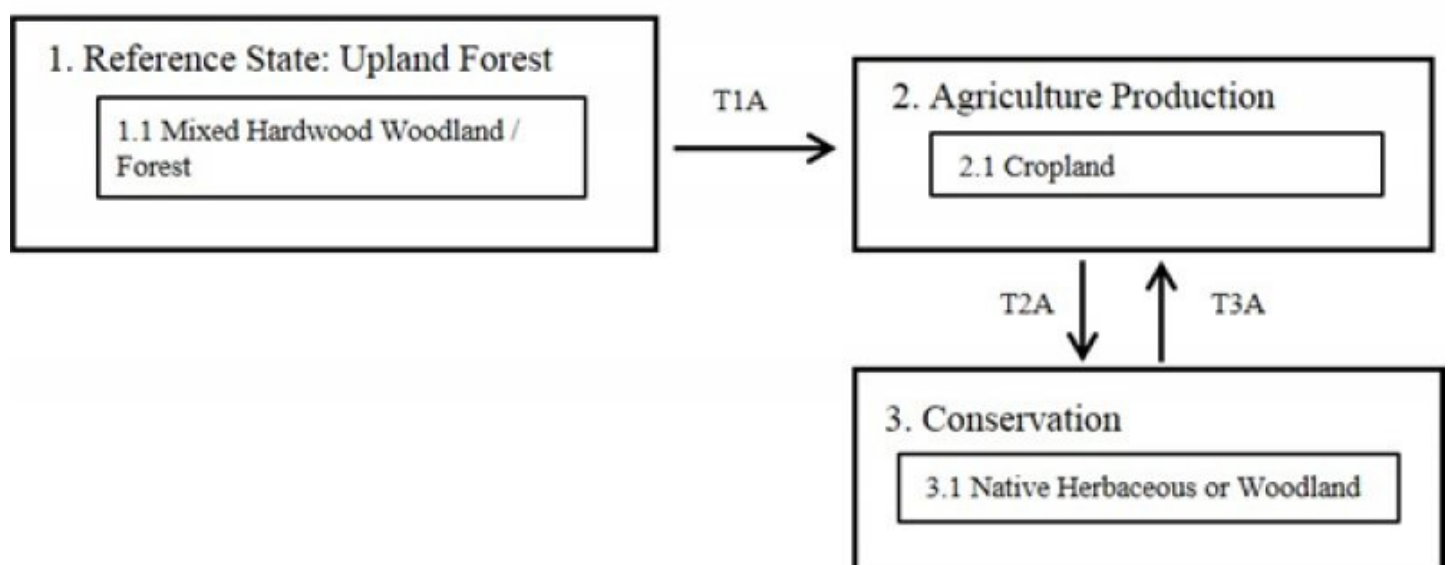 1. Reference State: Upland Forest
1.1 Mixed Hardwood Woodland /
Forest
T1A
2. Agriculture Production
2.1 Cropland
T2A
T3A
3. Conservation
3.1 Native Herbaceous or Woodland